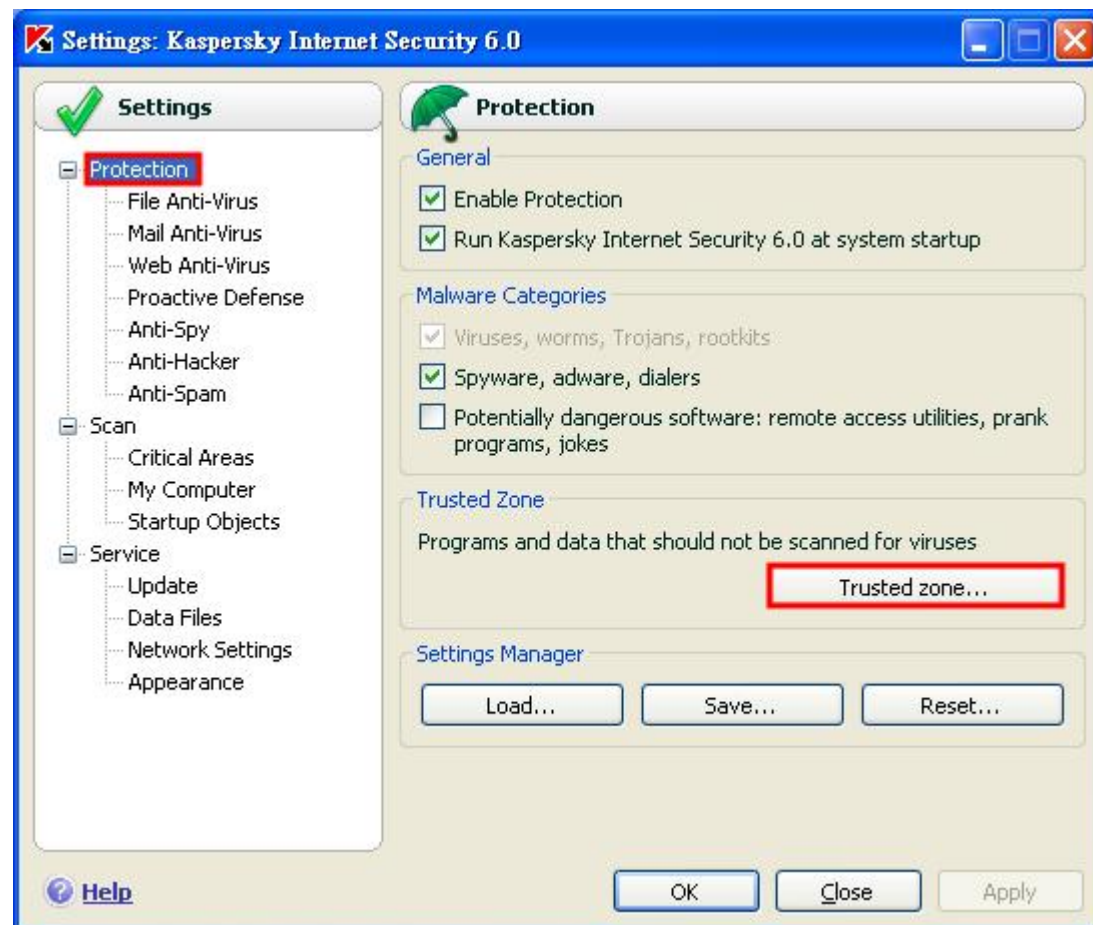 Settings: Kaspersky Internet Security 6.0
Settings
Protection
File Anti-Virus
Mail Anti-Virus
Web Anti-Virus
Proactive Defense
Anti-Spy
Anti-Hacker
Anti-Spam
Scan
Critical Areas
My Computer
Startup Objects
Service
Update
Data Files
Network Settings
Appearance
Protection
General
Enable Protection
Run Kaspersky Internet Security 6.0 at system startup
Malware Categories
Viruses, worms, Trojans, rootkits
Spyware, adware, dialers
Potentially dangerous software: remote access utilities, prank
programs, jokes
Trusted Zone
Programs and data that should not be scanned for viruses
Trusted zone...
Settings Manager
Load... Save... Reset...
Help OK Close Apply